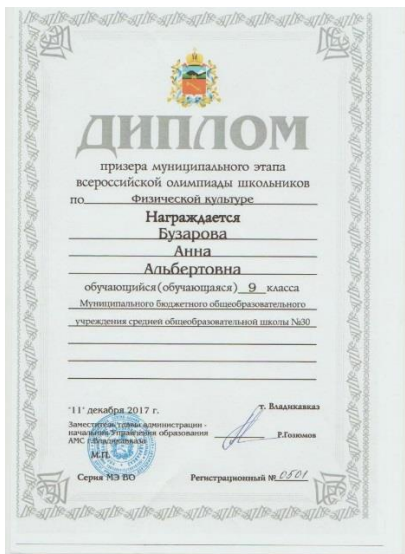 ДИПЛОМ
призера муниципального этапа
всероссийской олимпиады школьников
по Физической культуре
Награждается
Бузарова
Анна
Альбертовна
обучающийся (обучающаяся) 9 класса
Муниципального бюджетного общеобразовательного
учреждения средней общеобразовательной школы №30
"11" декабря 2017 г.
г. Владикавказ
Заместитель главы администрации -
начальник Управления образования
АМС г.Владикавказа
Р.Гозюмов
М.П.
Серия МЭ ВО
Регистрационный № 0501